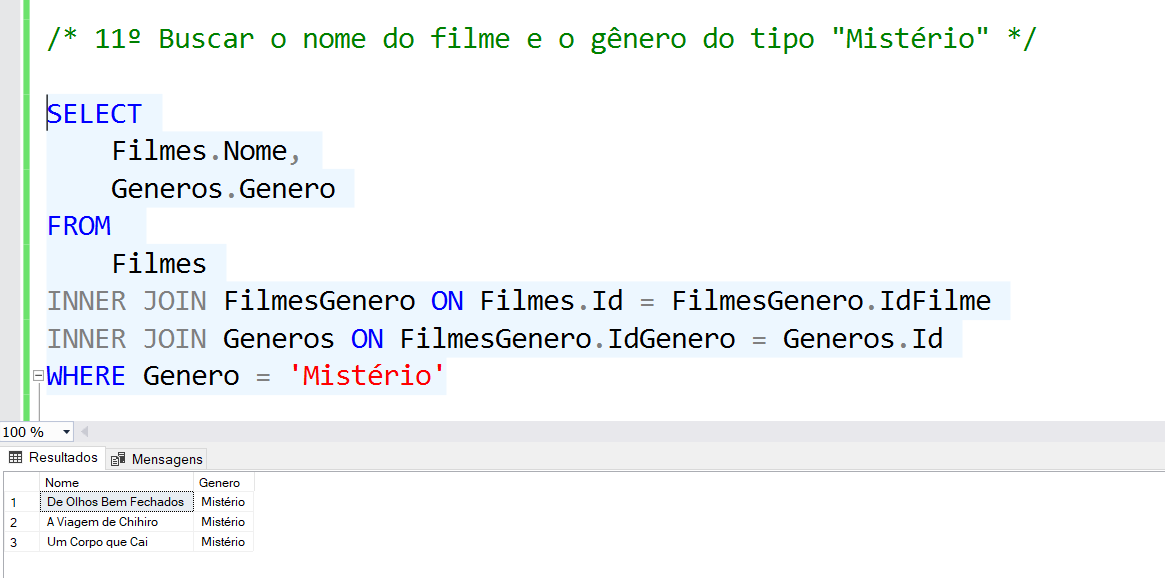 /* 11º Buscar o nome do filme e o gênero do tipo "Mistério" */
SELECT
Filmes.Nome,
Generos.Genero
FROM
Filmes
INNER JOIN FilmesGenero ON Filmes.Id = FilmesGenero.IdFilme
INNER JOIN Generos ON FilmesGenero.IdGenero = Generos.Id
WHERE Genero = 'Mistério'
100 %
Resultados Mensagens
Nome Genero
1 De Olhos Bem Fechados Mistério
2 A Viagem de Chihiro Mistério
3 Um Corpo que Cai Mistério